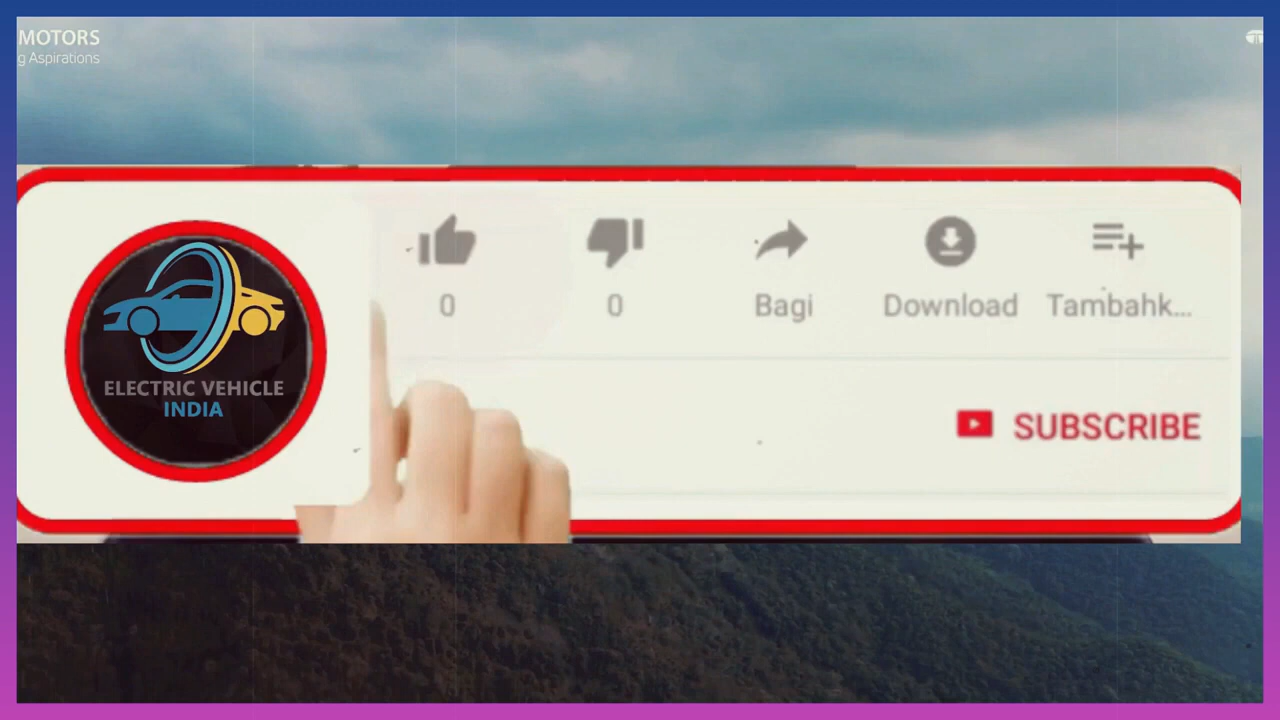 MOTORS
g Aspirations
0
0
Bagi
Download
Tambahk...
ELECTRIC VEHICLE
INDIA
SUBSCRIBE